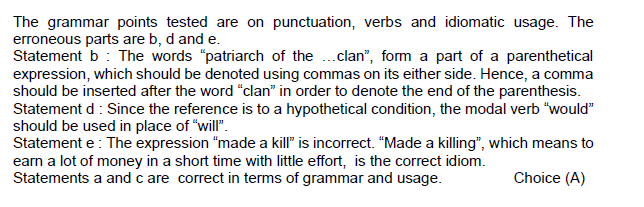 The grammar points tested are on punctuation, verbs and idiomatic usage. The
erroneous parts are b, d and e.
Statement b : The words “patriarch of the ...clan”, form a part of a parenthetical
expression, which should be denoted using commas on its either side. Hence, a comma
should be inserted after the word “clan” in order to denote the end of the parenthesis.
Statement d : Since the reference is to a hypothetical condition, the modal verb “would”
should be used in place of “will”.
Statement e : The expression “made a kill” is incorrect. “Made a killing”, which means to
earn a lot of money in a short time with little effort, is the correct idiom.
Statements a and c are correct in terms of grammar and usage. Choice (A)